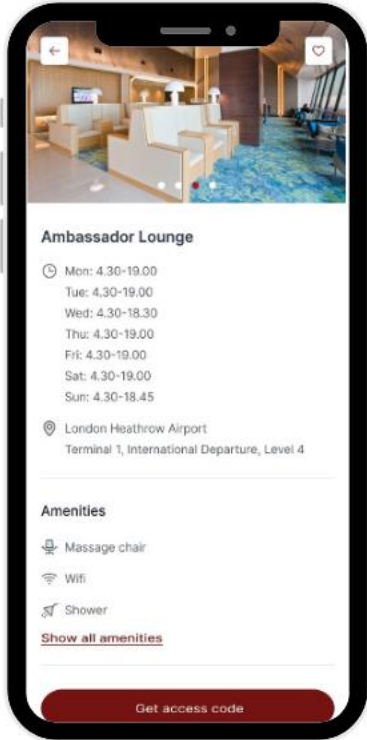 Ambassador Lounge
Mon: 4.30-19.00
Tue: 4.30-19.00
Wed: 4.30-18.30
Thu: 4.30-19.00
Fri: 4.30-19.00
Sat: 4.30-19.00
Sun: 4.30-18.45
London Heathrow Airport
Terminal 1, International Departure, Level 4
Amenities
Massage chair
Wifi
Shower
Show all amenities
Get access code